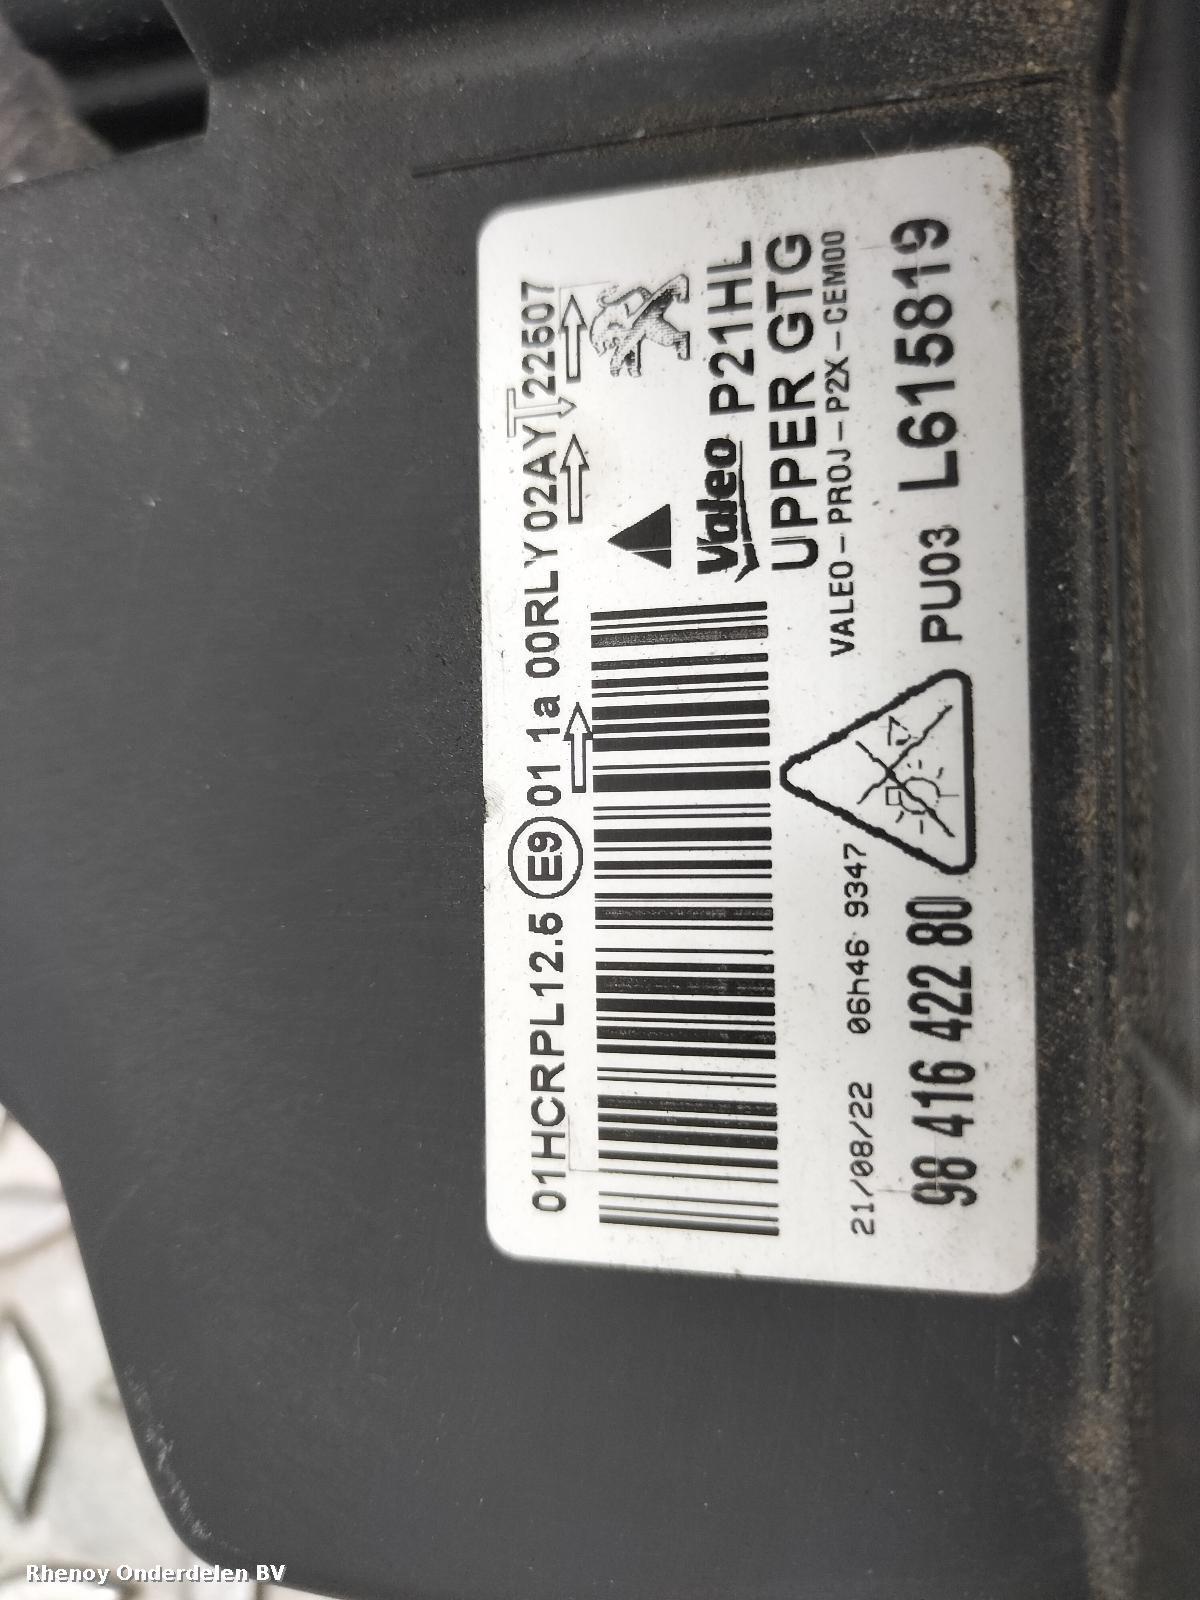 01HCRPL12.5 E9 01 1a 00RLY 02AY 22507
Valeo P21HL
UPPER GTG
VALEO-PROJ-P2X-CEM00
21/08/22 06h46 9347
98 416 422 80 PU03 L615819
Rhenoy Onderdelen BV